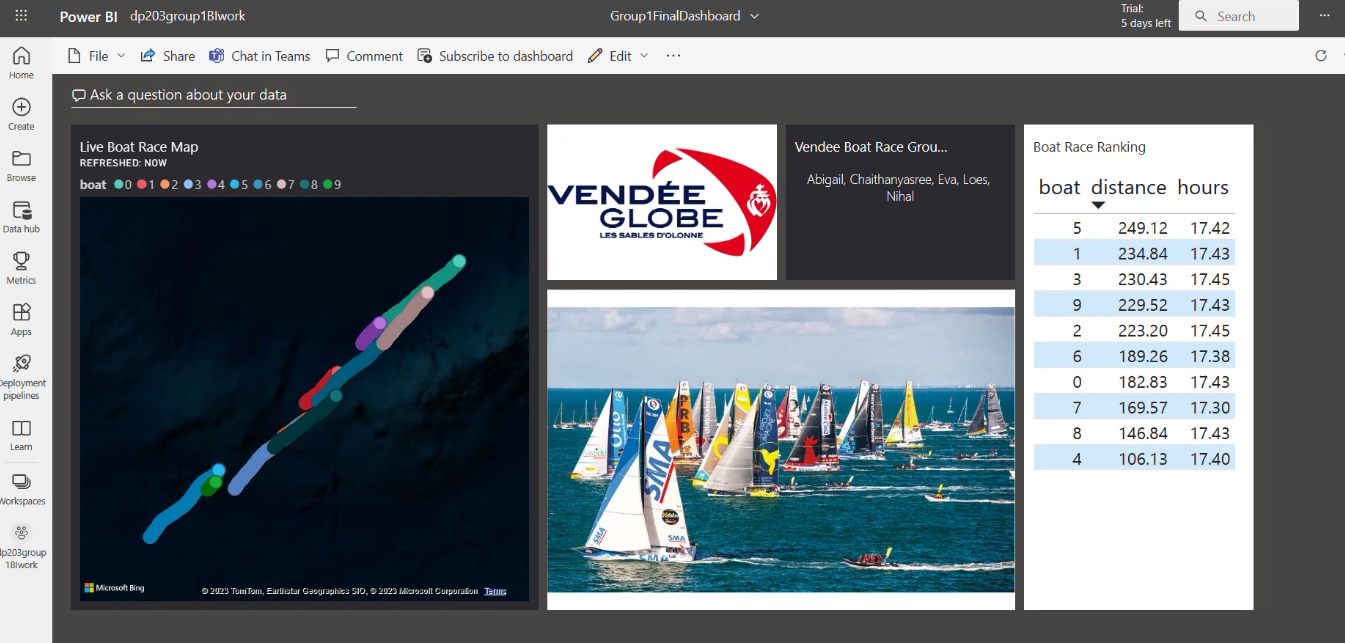 Power BI dp203group1BIwork
Group1FinalDashboard
Trial:
5 days left
Search
File
Share
Chat in Teams
Comment
Subscribe to dashboard
Edit
Home
Create
Browse
Data hub
Metrics
Apps
Deployment
pipelines
Learn
Workspaces
dp203group
1BIwork
Ask a question about your data
Live Boat Race Map
REFRESHED: NOW
boat 0 1 2 3 4 5 6 7 8 9
Microsoft Bing
© 2023 TomTom, Earthstar Geographics SIO, © 2023 Microsoft Corporation Terms
VENDÉE
GLOBE
LES SABLES D'OLONNE
Vendee Boat Race Grou...
Abigail, Chaithanyasree, Eva, Loes,
Nihal
PRB
SMA
SMA
SMA
SMA
Boat Race Ranking
boat distance hours
5 249.12 17.42
1 234.84 17.43
3 230.43 17.45
9 229.52 17.43
2 223.20 17.45
6 189.26 17.38
0 182.83 17.43
7 169.57 17.30
8 146.84 17.43
4 106.13 17.40